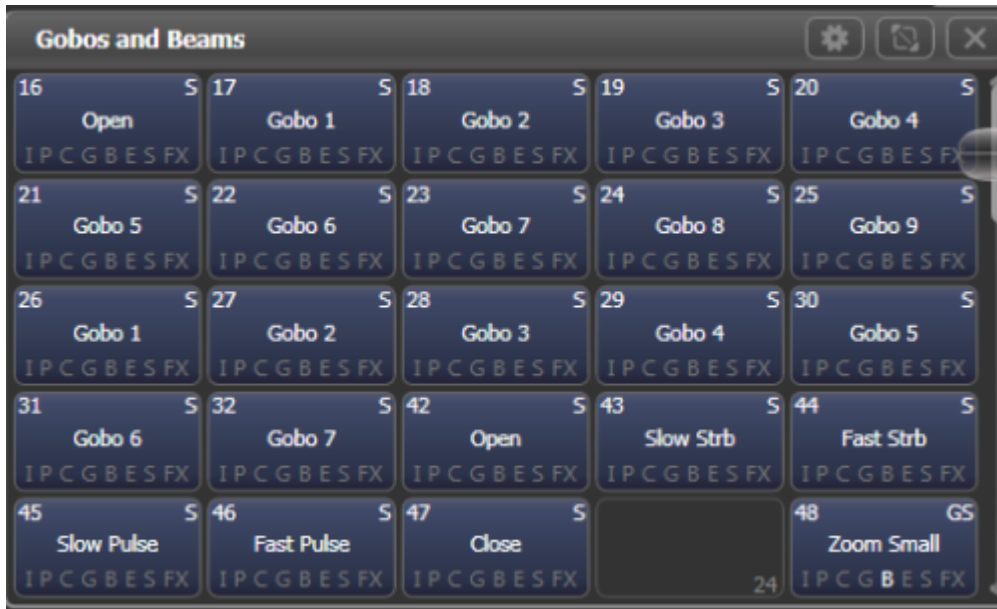 Gobos and Beams
16 S 17 S 18 S 19 S 20 S
Open Gobo 1 Gobo 2 Gobo 3 Gobo 4
I P C G B E S FX I P C G B E S FX I P C G B E S FX I P C G B E S FX I P C G B E S FX
21 S 22 S 23 S 24 S 25 S
Gobo 5 Gobo 6 Gobo 7 Gobo 8 Gobo 9
I P C G B E S FX I P C G B E S FX I P C G B E S FX I P C G B E S FX I P C G B E S FX
26 S 27 S 28 S 29 S 30 S
Gobo 1 Gobo 2 Gobo 3 Gobo 4 Gobo 5
I P C G B E S FX I P C G B E S FX I P C G B E S FX I P C G B E S FX I P C G B E S FX
31 S 32 S 42 S 43 S 44 S
Gobo 6 Gobo 7 Open Slow Strb Fast Strb
I P C G B E S FX I P C G B E S FX I P C G B E S FX I P C G B E S FX I P C G B E S FX
45 S 46 S 47 S 48 GS
Slow Pulse Fast Pulse Close Zoom Small
I P C G B E S FX I P C G B E S FX I P C G B E S FX 24 I P C G B E S FX